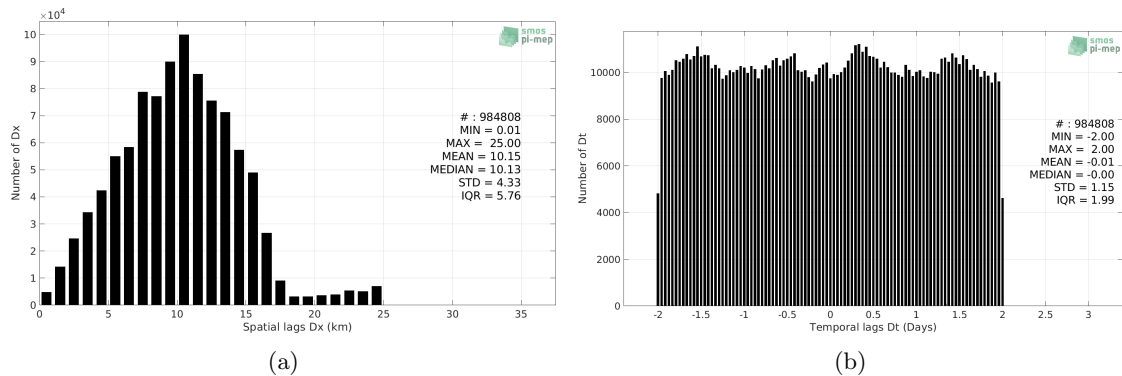 ×10⁴
10
9
8
7
6
5
4
3
2
1
0
Number of Dx
0 5 10 15 20 25 30 35
Spatial lags Dx (km)
smos
pi-mep
# : 984808
MIN = 0.01
MAX = 25.00
MEAN = 10.15
MEDIAN = 10.13
STD = 4.33
IQR = 5.76
(a)
10000
8000
6000
4000
2000
0
Number of Dt
-2 -1.5 -1 -0.5 0 0.5 1 1.5 2 2.5 3
Temporal lags Dt (Days)
smos
pi-mep
# : 984808
MIN = -2.00
MAX = 2.00
MEAN = -0.01
MEDIAN = -0.00
STD = 1.15
IQR = 1.99
(b)